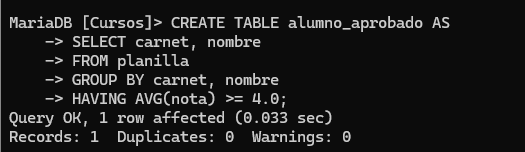 MariaDB [Cursos]> CREATE TABLE alumno_aprobado AS
-> SELECT carnet, nombre
-> FROM planilla
-> GROUP BY carnet, nombre
-> HAVING AVG(nota) >= 4.0;
Query OK, 1 row affected (0.033 sec)
Records: 1  Duplicates: 0  Warnings: 0